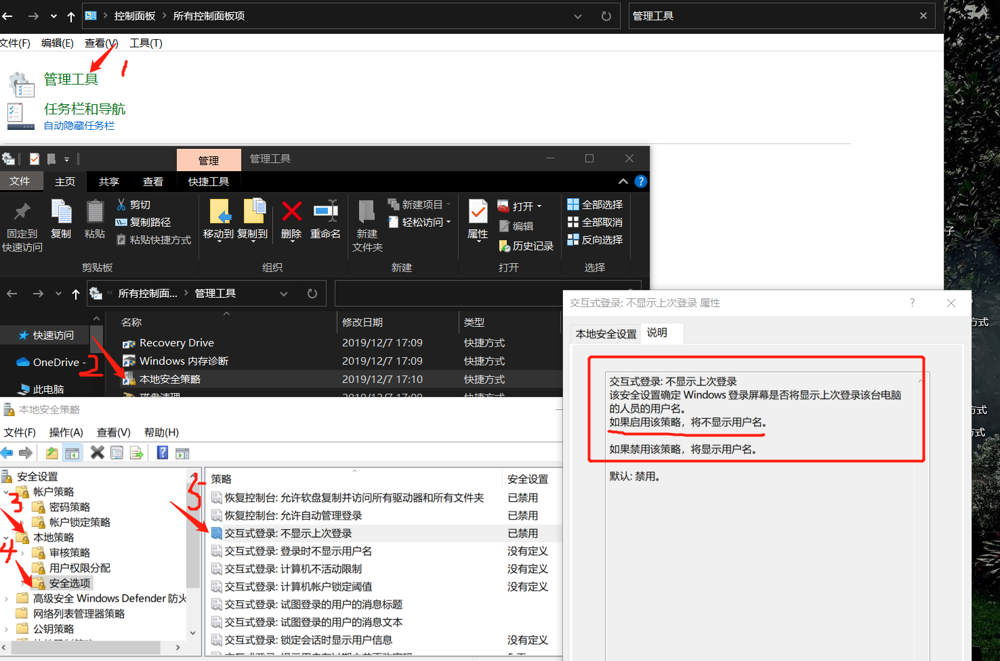 控制面板 所有控制面板项
管理工具
文件(F) 编辑(E) 查看(V) 工具(T)
1
管理工具
任务栏和导航
自动隐藏任务栏
管理 管理工具
文件 主页 共享 查看 快捷工具
固定到快速访问
复制
粘贴
剪切
复制路径
粘贴快捷方式
剪贴板
移动到
复制到
删除
重命名
组织
新建文件夹
新建项目
轻松访问
新建
属性
打开
编辑
历史记录
打开
全部选择
全部取消
反向选择
选择
子
所有控制面... 管理工具
快速访问
OneDrive -
此电脑
2
名称 修改日期 类型
Recovery Drive 2019/12/7 17:09 快捷方式
Windows 内存诊断 2019/12/7 17:09 快捷方式
本地安全策略 2019/12/7 17:10 快捷方式
磁盘清理 2019/12/7 17:09 快捷方式
本地安全策略
文件(F) 操作(A) 查看(V) 帮助(H)
安全设置
帐户策略
3
密码策略
帐户锁定策略
本地策略
4
审核策略
用户权限分配
安全选项
高级安全 Windows Defender 防火
网络列表管理器策略
公钥策略
5
策略 安全设置
恢复控制台: 允许软盘复制并访问所有驱动器和所有文件夹 已禁用
恢复控制台: 允许自动管理登录 已禁用
交互式登录: 不显示上次登录 已禁用
交互式登录: 登录时不显示用户名 没有定义
交互式登录: 计算机不活动限制 没有定义
交互式登录: 计算机帐户锁定阈值 没有定义
交互式登录: 试图登录的用户的消息标题
交互式登录: 试图登录的用户的消息文本
交互式登录: 锁定会话时显示用户信息 没有定义
交互式登录: 不显示上次登录 属性
本地安全设置 说明
交互式登录: 不显示上次登录
该安全设置确定 Windows 登录屏幕是否将显示上次登录该台电脑
的人员的用户名。
如果启用该策略，将不显示用户名。
如果禁用该策略，将显示用户名。
默认: 禁用。
方式
方式
式